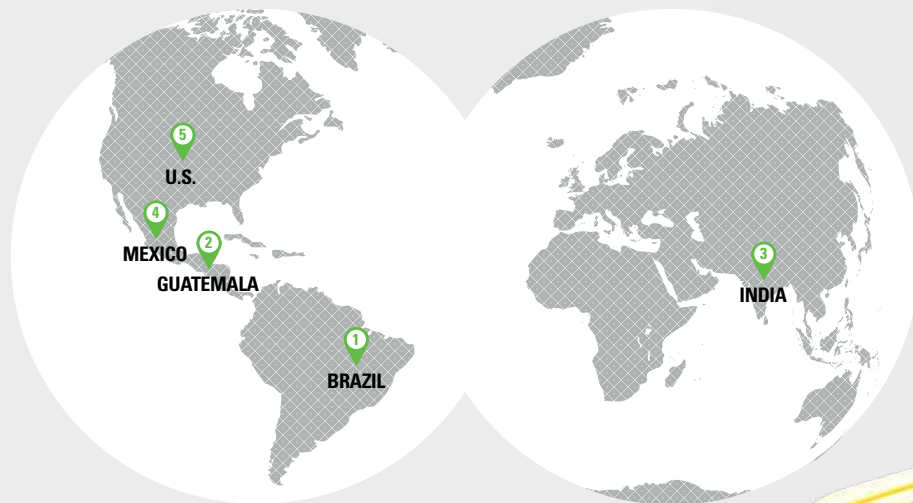 5
U.S.
4
MEXICO
2
GUATEMALA
3
INDIA
1
BRAZIL